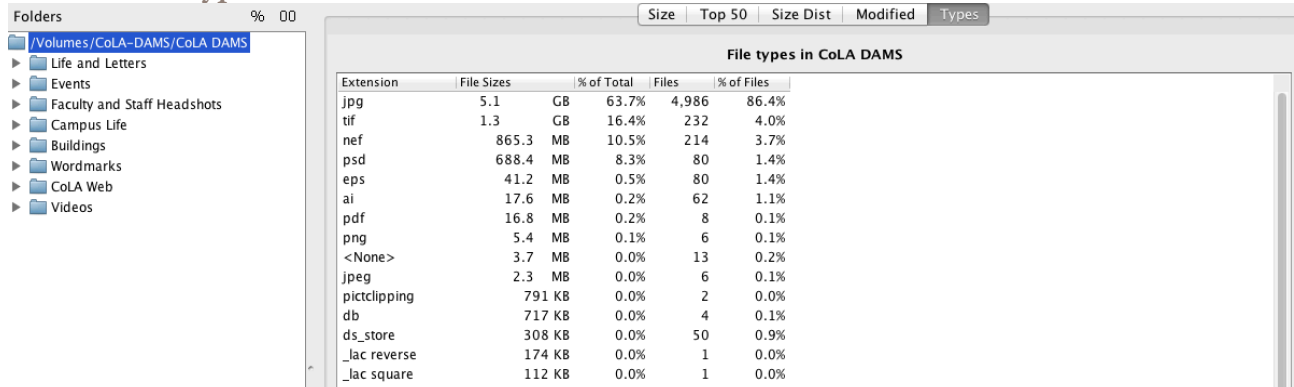 Folders % 00
Size Top 50 Size Dist Modified Types
/Volumes/CoLA-DAMS/CoLA DAMS
Life and Letters
Events
Faculty and Staff Headshots
Campus Life
Buildings
Wordmarks
CoLA Web
Videos
File types in CoLA DAMS
Extension File Sizes % of Total Files % of Files
jpg 5.1 GB 63.7% 4,986 86.4%
tif 1.3 GB 16.4% 232 4.0%
nef 865.3 MB 10.5% 214 3.7%
psd 688.4 MB 8.3% 80 1.4%
eps 41.2 MB 0.5% 80 1.4%
ai 17.6 MB 0.2% 62 1.1%
pdf 16.8 MB 0.2% 8 0.1%
png 5.4 MB 0.1% 6 0.1%
<None> 3.7 MB 0.0% 13 0.2%
jpeg 2.3 MB 0.0% 6 0.1%
pictclipping 791 KB 0.0% 2 0.0%
db 717 KB 0.0% 4 0.1%
ds_store 308 KB 0.0% 50 0.9%
_lac reverse 174 KB 0.0% 1 0.0%
_lac square 112 KB 0.0% 1 0.0%